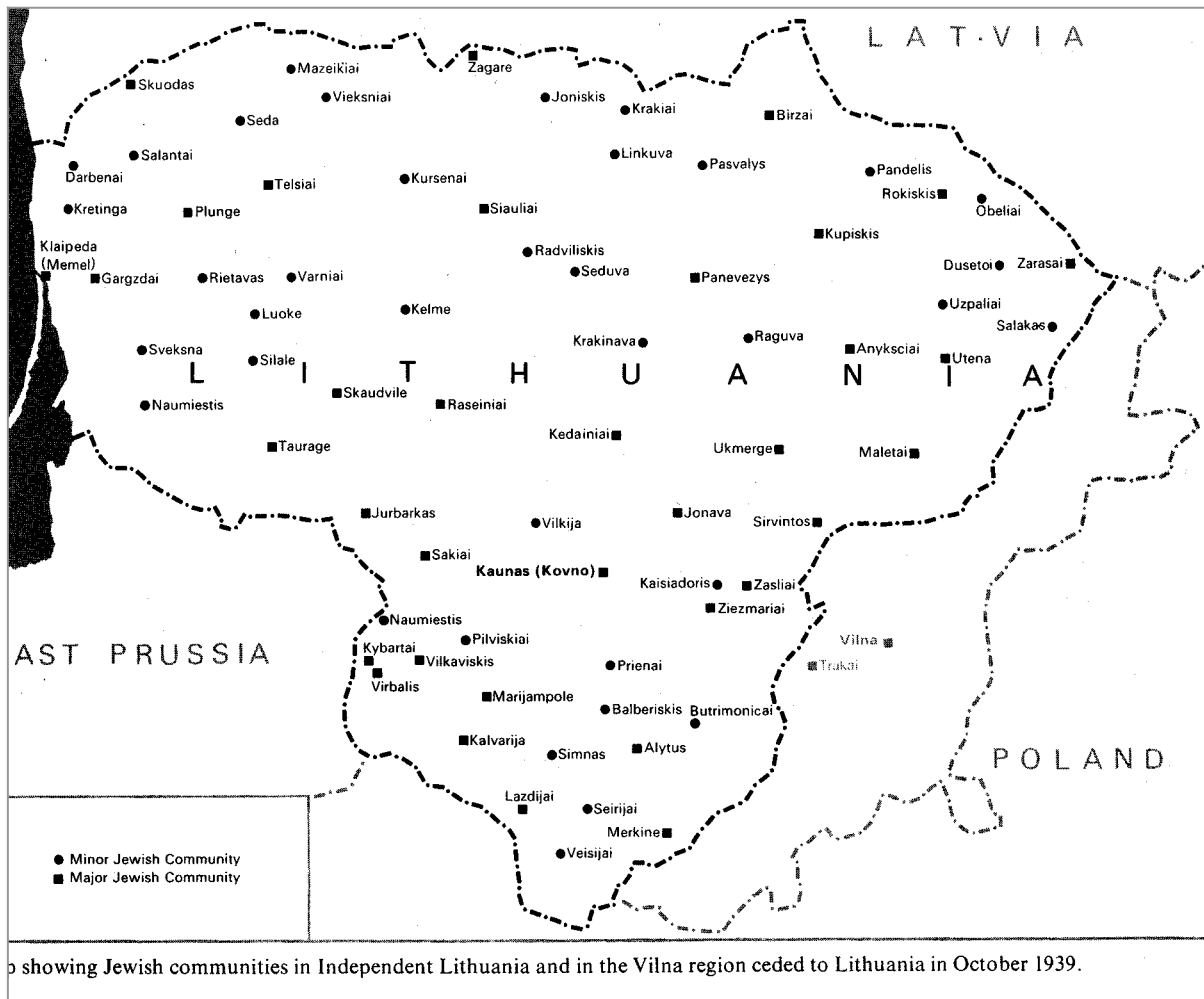 LATVIA
Zagare
Mazeikiai
Skuodas
Vieksniai
Joniskis
Krakiai
Birzai
Seda
Salantai
Linkuva
Pasvalys
Pandelis
Darbenai
Telsiai
Kursenai
Rokiskis
Obeliai
Kretinga
Plunge
Siauliai
Kupiskis
Klaipeda
(Memel)
Radviliskis
Gargzdai
Rietavas
Varniai
Seduva
Panevezys
Dusetoi
Zarasai
Luoke
Kelme
Uzpaliai
Salakas
Sveksna
Silale
Krakinava
Raguva
Anyksciai
Utena
LITHUANIA
Naumiestis
Skaudvile
Raseiniai
Taurage
Kedainiai
Ukmerge
Maletai
Jurbarkas
Vilkija
Jonava
Sirvintos
Sakiai
Kaunas (Kovno)
Kaisiadoris
Zasliai
Ziezmariai
Naumiestis
Pilviskiai
Vilna
AST PRUSSIA
Kybartai
Vilkaviskis
Prienai
Trakai
Virbalis
Marijampole
Balberiskis
Butrimonicai
Kalvarija
Simnas
Alytus
POLAND
Lazdijai
Seirijai
Merkine
Veisijai
Minor Jewish Community
Major Jewish Community
showing Jewish communities in Independent Lithuania and in the Vilna region ceded to Lithuania in October 1939.